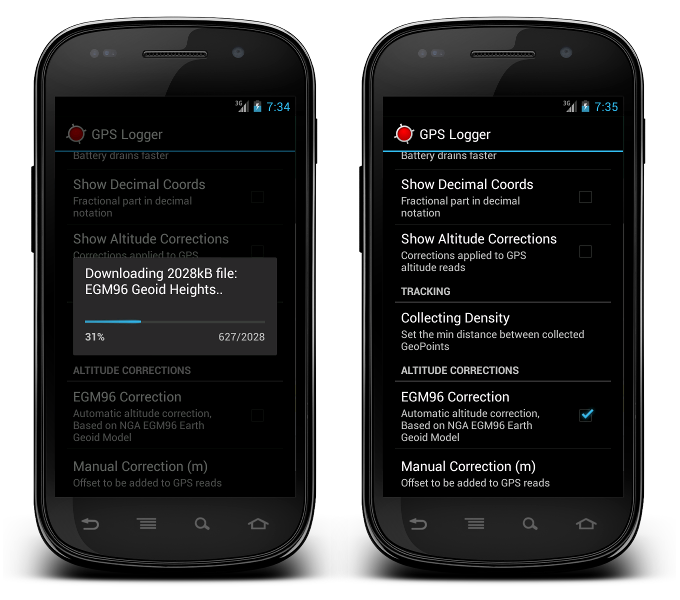 3G 7:34
GPS Logger
Battery drains faster
Show Decimal Coords
Fractional part in decimal
notation
Show Altitude Corrections
Corrections applied to GPS
Downloading 2028kB file:
EGM96 Geoid Heights..
31% 627/2028
ALTITUDE CORRECTIONS
EGM96 Correction
Automatic altitude correction,
Based on NGA EGM96 Earth
Geoid Model
Manual Correction (m)
Offset to be added to GPS reads
3G 7:35
GPS Logger
Battery drains faster
Show Decimal Coords
Fractional part in decimal
notation
Show Altitude Corrections
Corrections applied to GPS
altitude reads
TRACKING
Collecting Density
Set the min distance between collected
GeoPoints
ALTITUDE CORRECTIONS
EGM96 Correction
Automatic altitude correction,
Based on NGA EGM96 Earth
Geoid Model
Manual Correction (m)
Offset to be added to GPS reads